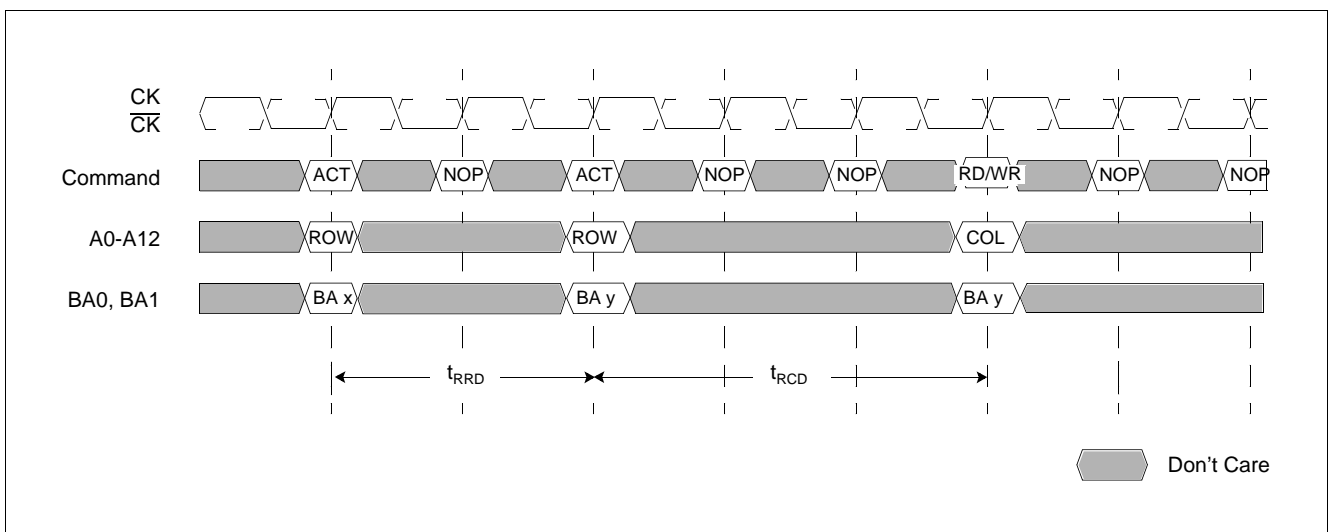 CK
CK
Command ACT NOP ACT NOP NOP RD/WR NOP NOP
A0-A12 ROW ROW COL
BA0, BA1 BA x BA y BA y
tRRD tRCD
Don't Care